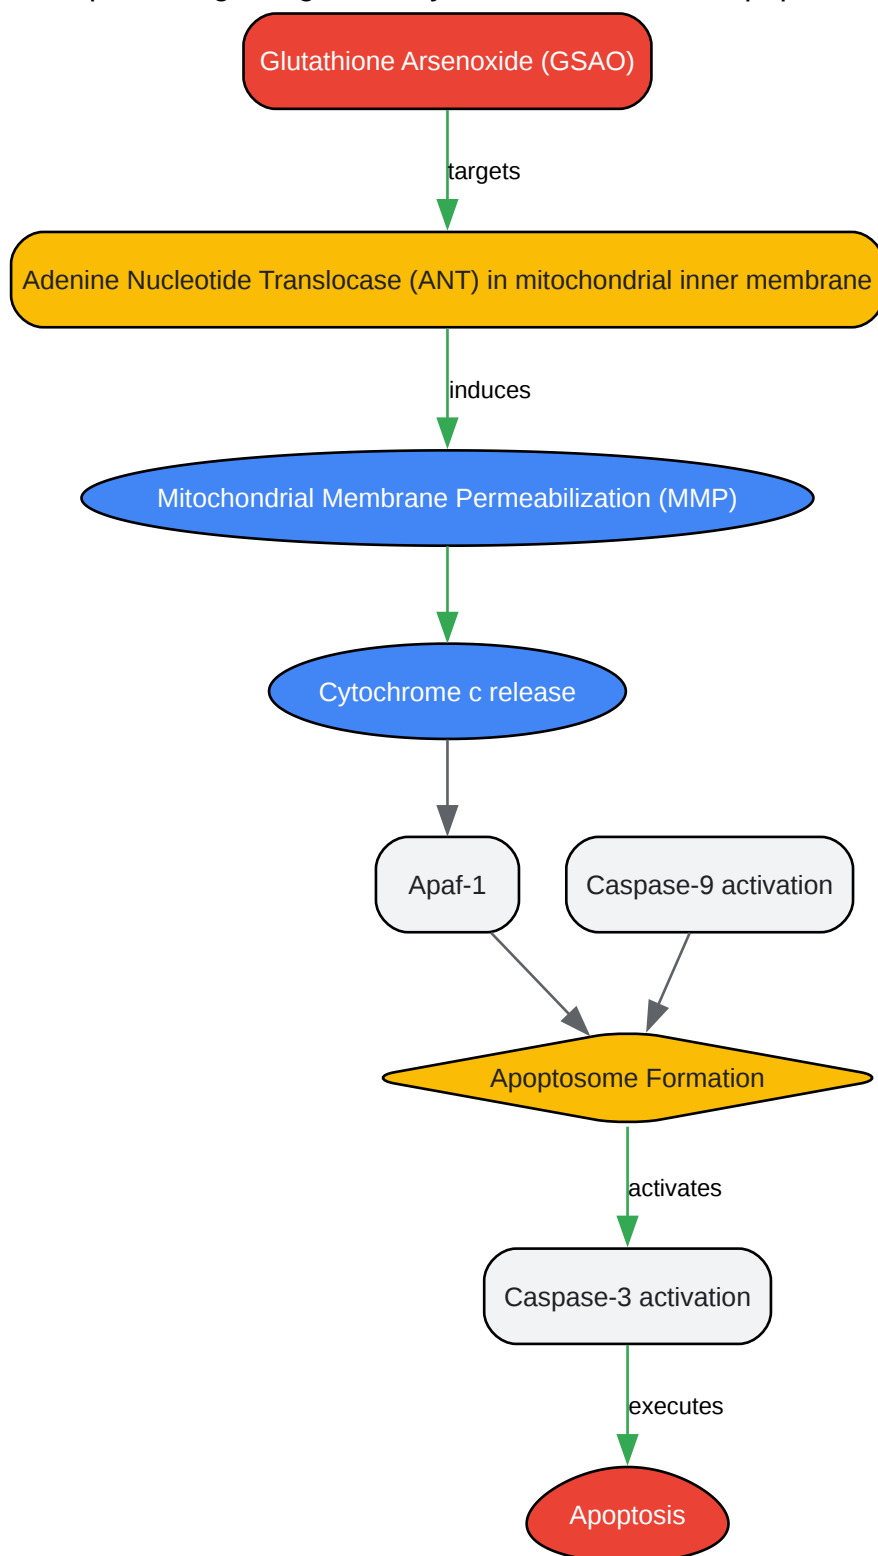 Glutathione Arsenoxide (GSAO)
targets
Adenine Nucleotide Translocase (ANT) in mitochondrial inner membrane
induces
Mitochondrial Membrane Permeabilization (MMP)
Cytochrome c release
Apaf-1
Caspase-9 activation
Apoptosome Formation
activates
Caspase-3 activation
executes
Apoptosis